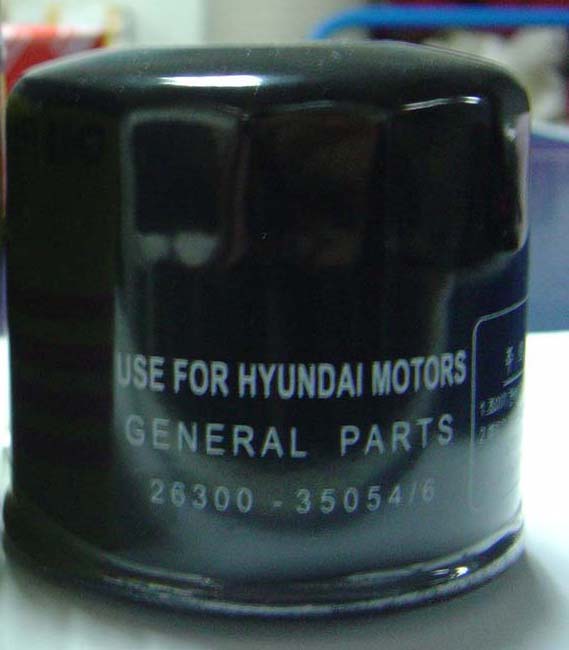 USE FOR HYUNDAI MOTORS
GENERAL PARTS
26300 - 35054/6